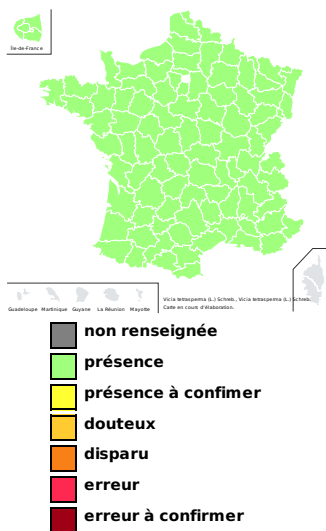 Île-de-France
Guadeloupe Martinique Guyane La Réunion Mayotte
Vicia tetrasperma (L.) Schreb., Vicia tetrasperma (L.) Schreb.
Carte en cours d'élaboration.
non renseignée
présence
présence à confimer
douteux
disparu
erreur
erreur à confirmer